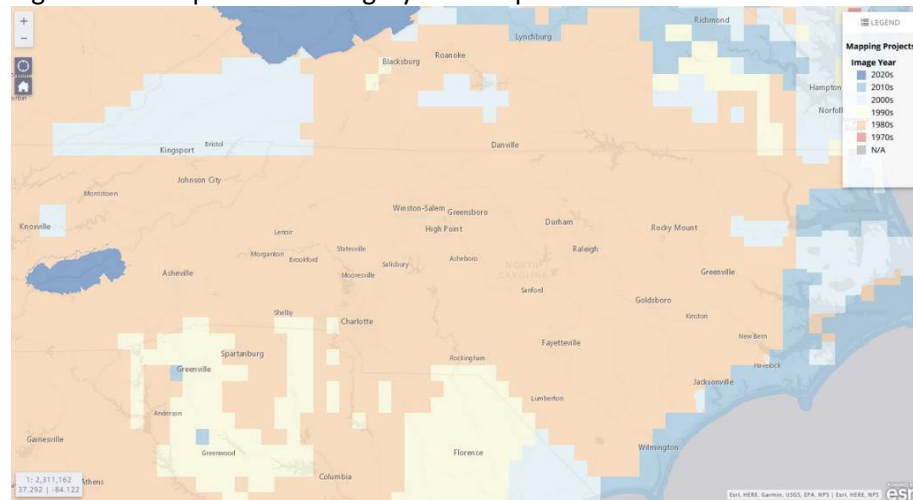 +
−
LEGEND
Mapping Projects
Image Year
2020s
2010s
2000s
1990s
1980s
1970s
N/A
Richmond
Lynchburg
Roanoke
Blacksburg
Hampton
Norfol
Danville
Bristol
Kingsport
Johnson City
Morristown
Knoxville
Winston-Salem
Greensboro
High Point
Durham
Rocky Mount
Lenoir
Statesville
Raleigh
Morganton
Brookford
Salisbury
Asheboro
NORTH
CAROLINA
Asheville
Mooresville
Greenville
Sanford
Goldsboro
Shelby
Charlotte
Kinston
Fayetteville
New Bern
Spartanburg
Rockingham
Havelock
Greenville
Jacksonville
Lumberton
Anderson
Gainesville
Greenwood
Florence
Wilmington
Columbia
Athens
1: 2,311,162
37.292 | -84.122
Esri, HERE, Garmin, USGS, EPA, NPS | Esri, HERE, NPS
esri